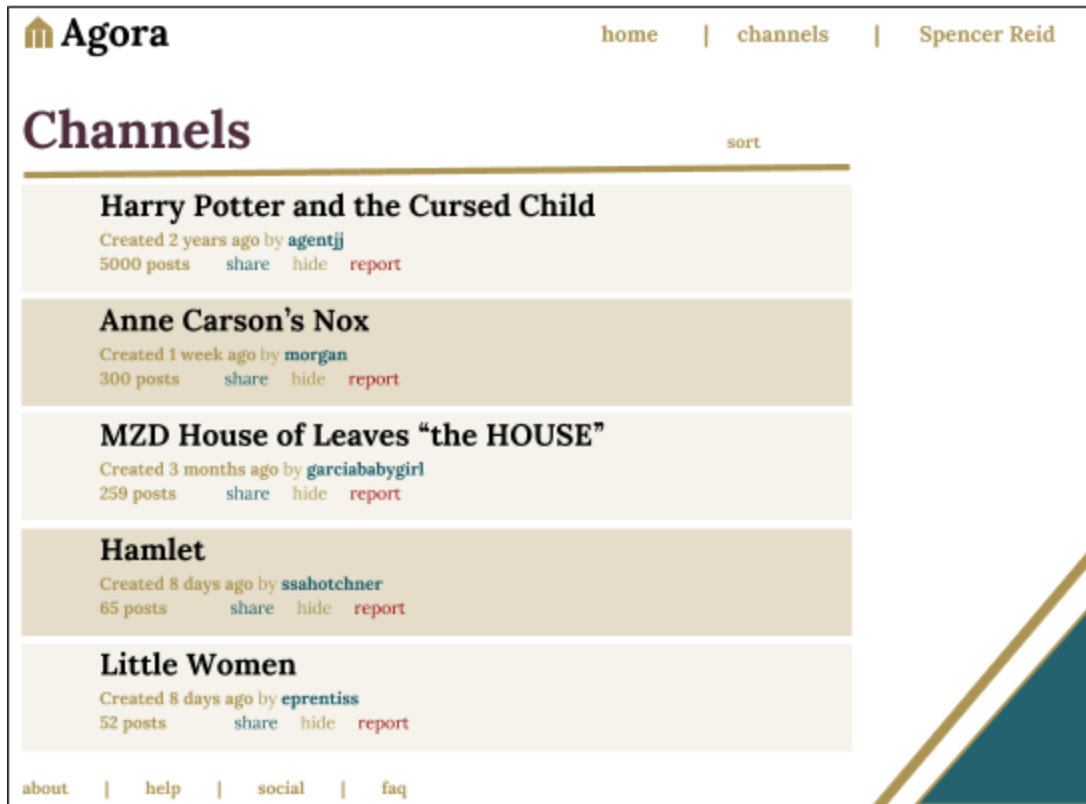 Agora
home | channels | Spencer Reid
Channels
sort
Harry Potter and the Cursed Child
Created 2 years ago by agentjj
5000 posts share hide report
Anne Carson’s Nox
Created 1 week ago by morgan
300 posts share hide report
MZD House of Leaves “the HOUSE”
Created 3 months ago by garciababygirl
259 posts share hide report
Hamlet
Created 8 days ago by ssahotchner
65 posts share hide report
Little Women
Created 8 days ago by eprentiss
52 posts share hide report
about | help | social | faq